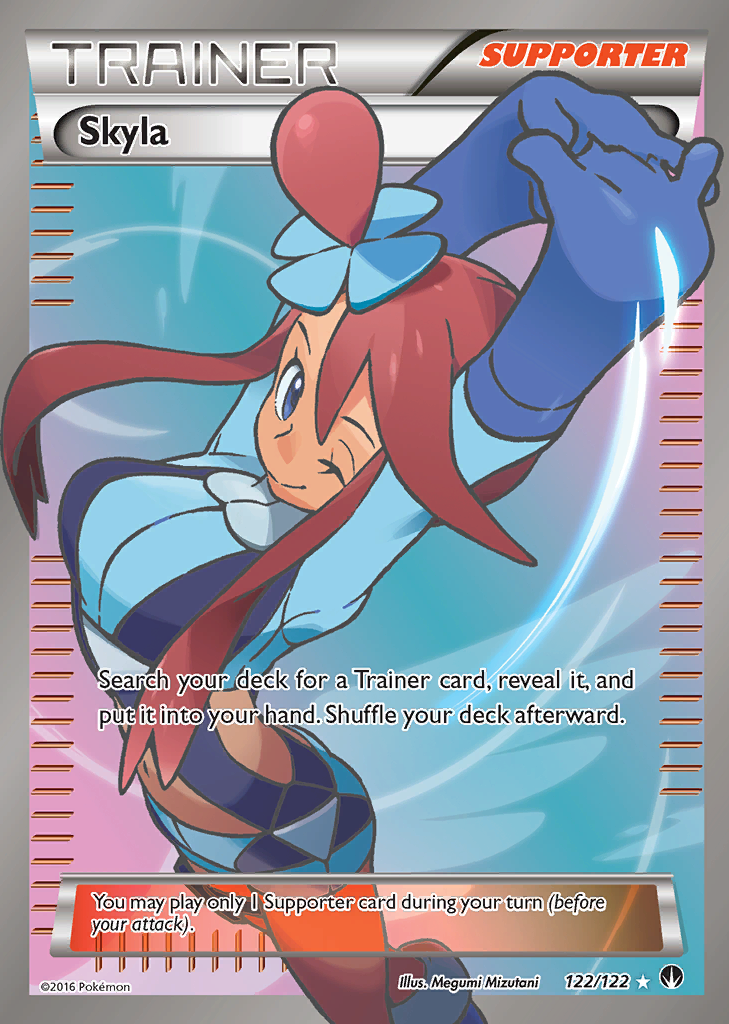 TRAINER
SUPPORTER
Skyla
Search your deck for a Trainer card, reveal it, and
put it into your hand. Shuffle your deck afterward.
You may play only 1 Supporter card during your turn (before
your attack).
©2016 Pokémon
Illus. Megumi Mizutani
122/122 ★